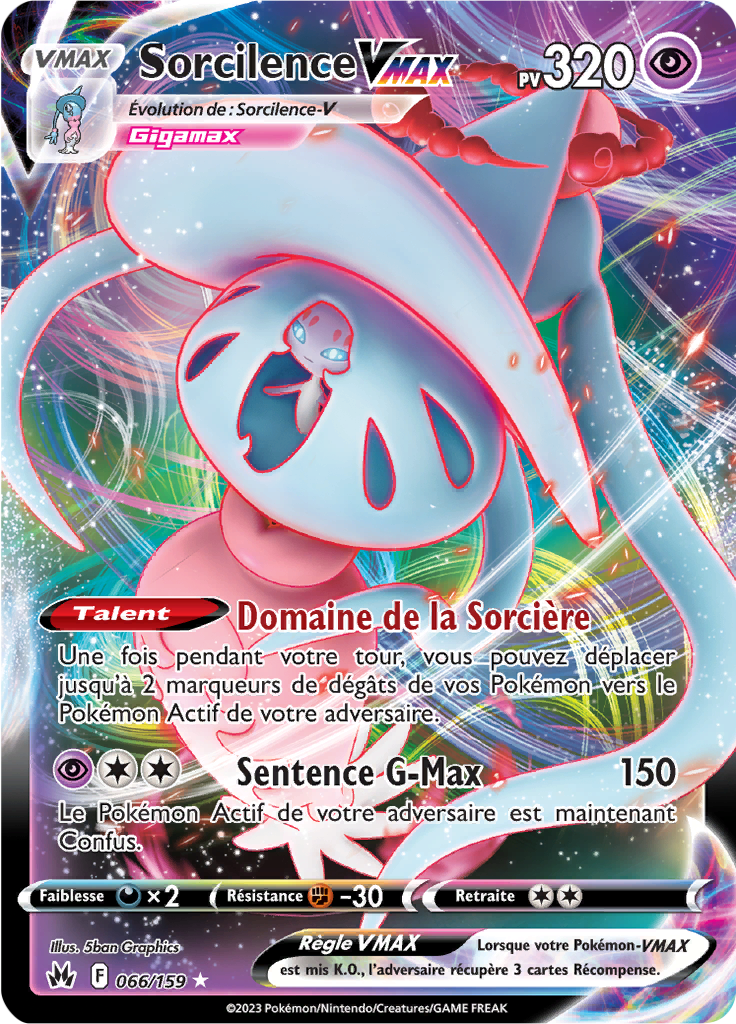 VMAX
Sorcilence VMAX
PV 320
Évolution de : Sorcilence-V
Gigamax
Talent Domaine de la Sorcière
Une fois pendant votre tour, vous pouvez déplacer
jusqu'à 2 marqueurs de dégâts de vos Pokémon vers le
Pokémon Actif de votre adversaire.
Sentence G-Max 150
Le Pokémon Actif de votre adversaire est maintenant
Confus.
Faiblesse ×2 Résistance -30 Retraite
Illus. 5ban Graphics
F 066/159
Règle VMAX Lorsque votre Pokémon-VMAX
est mis K.O., l'adversaire récupère 3 cartes Récompense.
©2023 Pokémon/Nintendo/Creatures/GAME FREAK